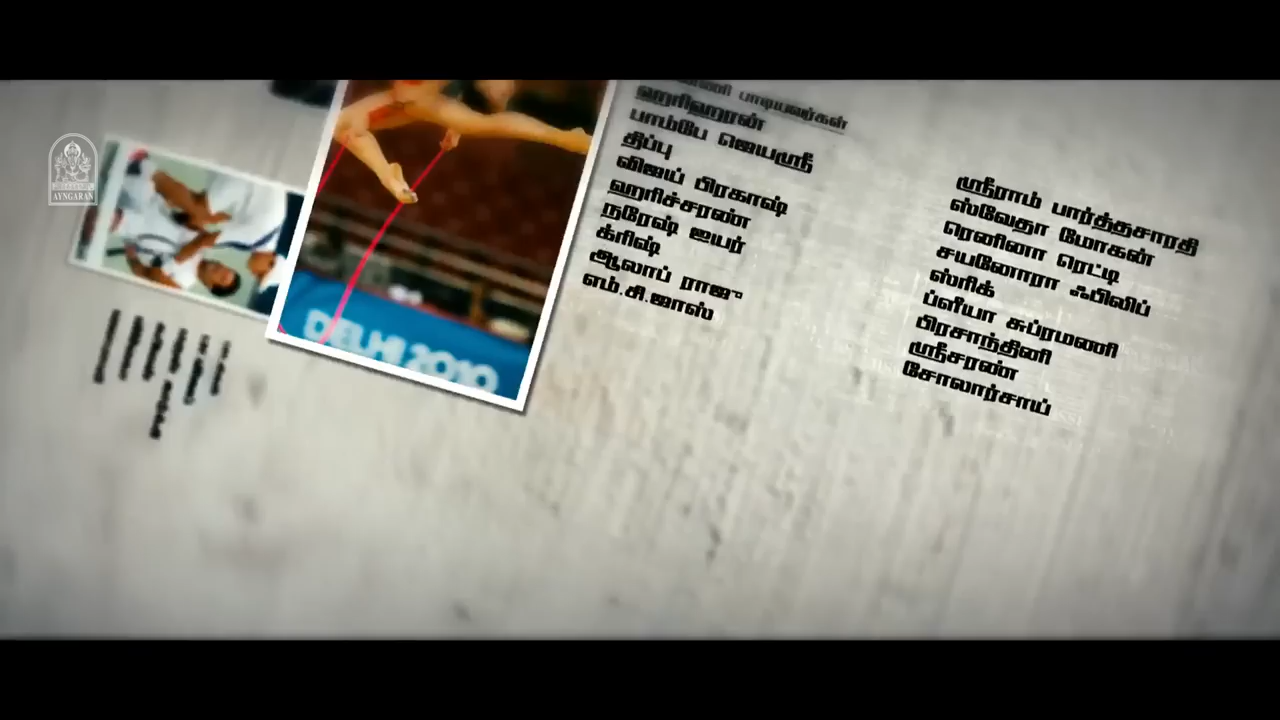 AYNGARAN
DELHI 2010
பாடியவர்கள்
ஹரிஹரன்
பாம்பே ஜெயஸ்ரீ
திப்பு
விஜய் பிரகாஷ்
ஹரிச்சரண்
நரேஷ் ஐயர்
க்ரிஷ்
ஆலாப் ராஜு
எம்.சி.ஜாஸ்
ஸ்ரீராம் பார்த்தசாரதி
ஸ்வேதா மோகன்
ரெனினா ரெட்டி
சயனோரா ஃபிலிப்
ஸ்ரிக்
ப்ளீயா சுப்ரமணி
பிரசாந்தினி
ஸ்ரீசரண்
சோலார்சாய்